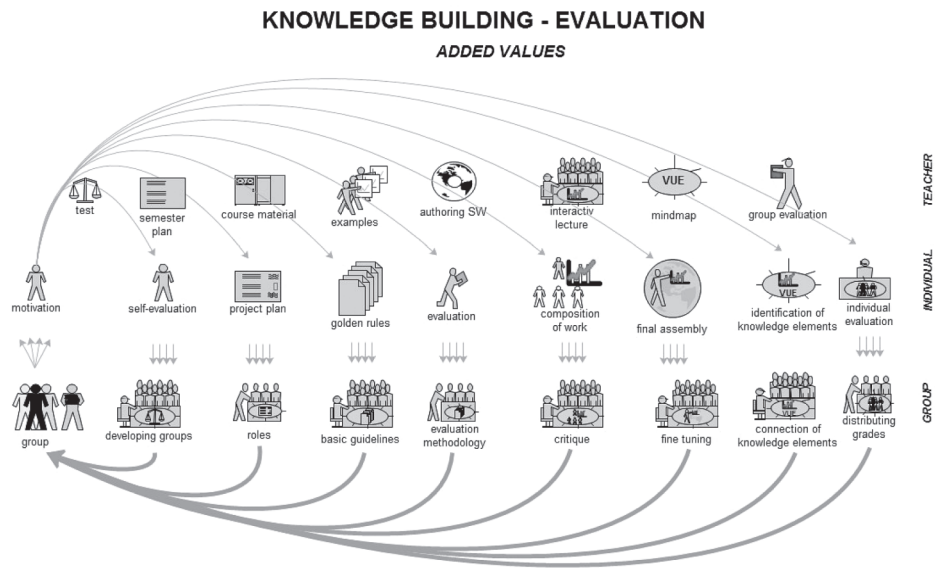 KNOWLEDGE BUILDING - EVALUATION
ADDED VALUES
TEACHER
test
semester
plan
course material
examples
authoring SW
interactiv
lecture
VUE
mindmap
group evaluation
INDIVIDUAL
motivation
self-evaluation
project plan
golden rules
evaluation
composition
of work
final assembly
VUE
identification of
knowledge elements
individual
evaluation
GROUP
group
developing groups
roles
basic guidelines
evaluation
methodology
critique
fine tuning
VUE
connection of
knowledge elements
distributing
grades